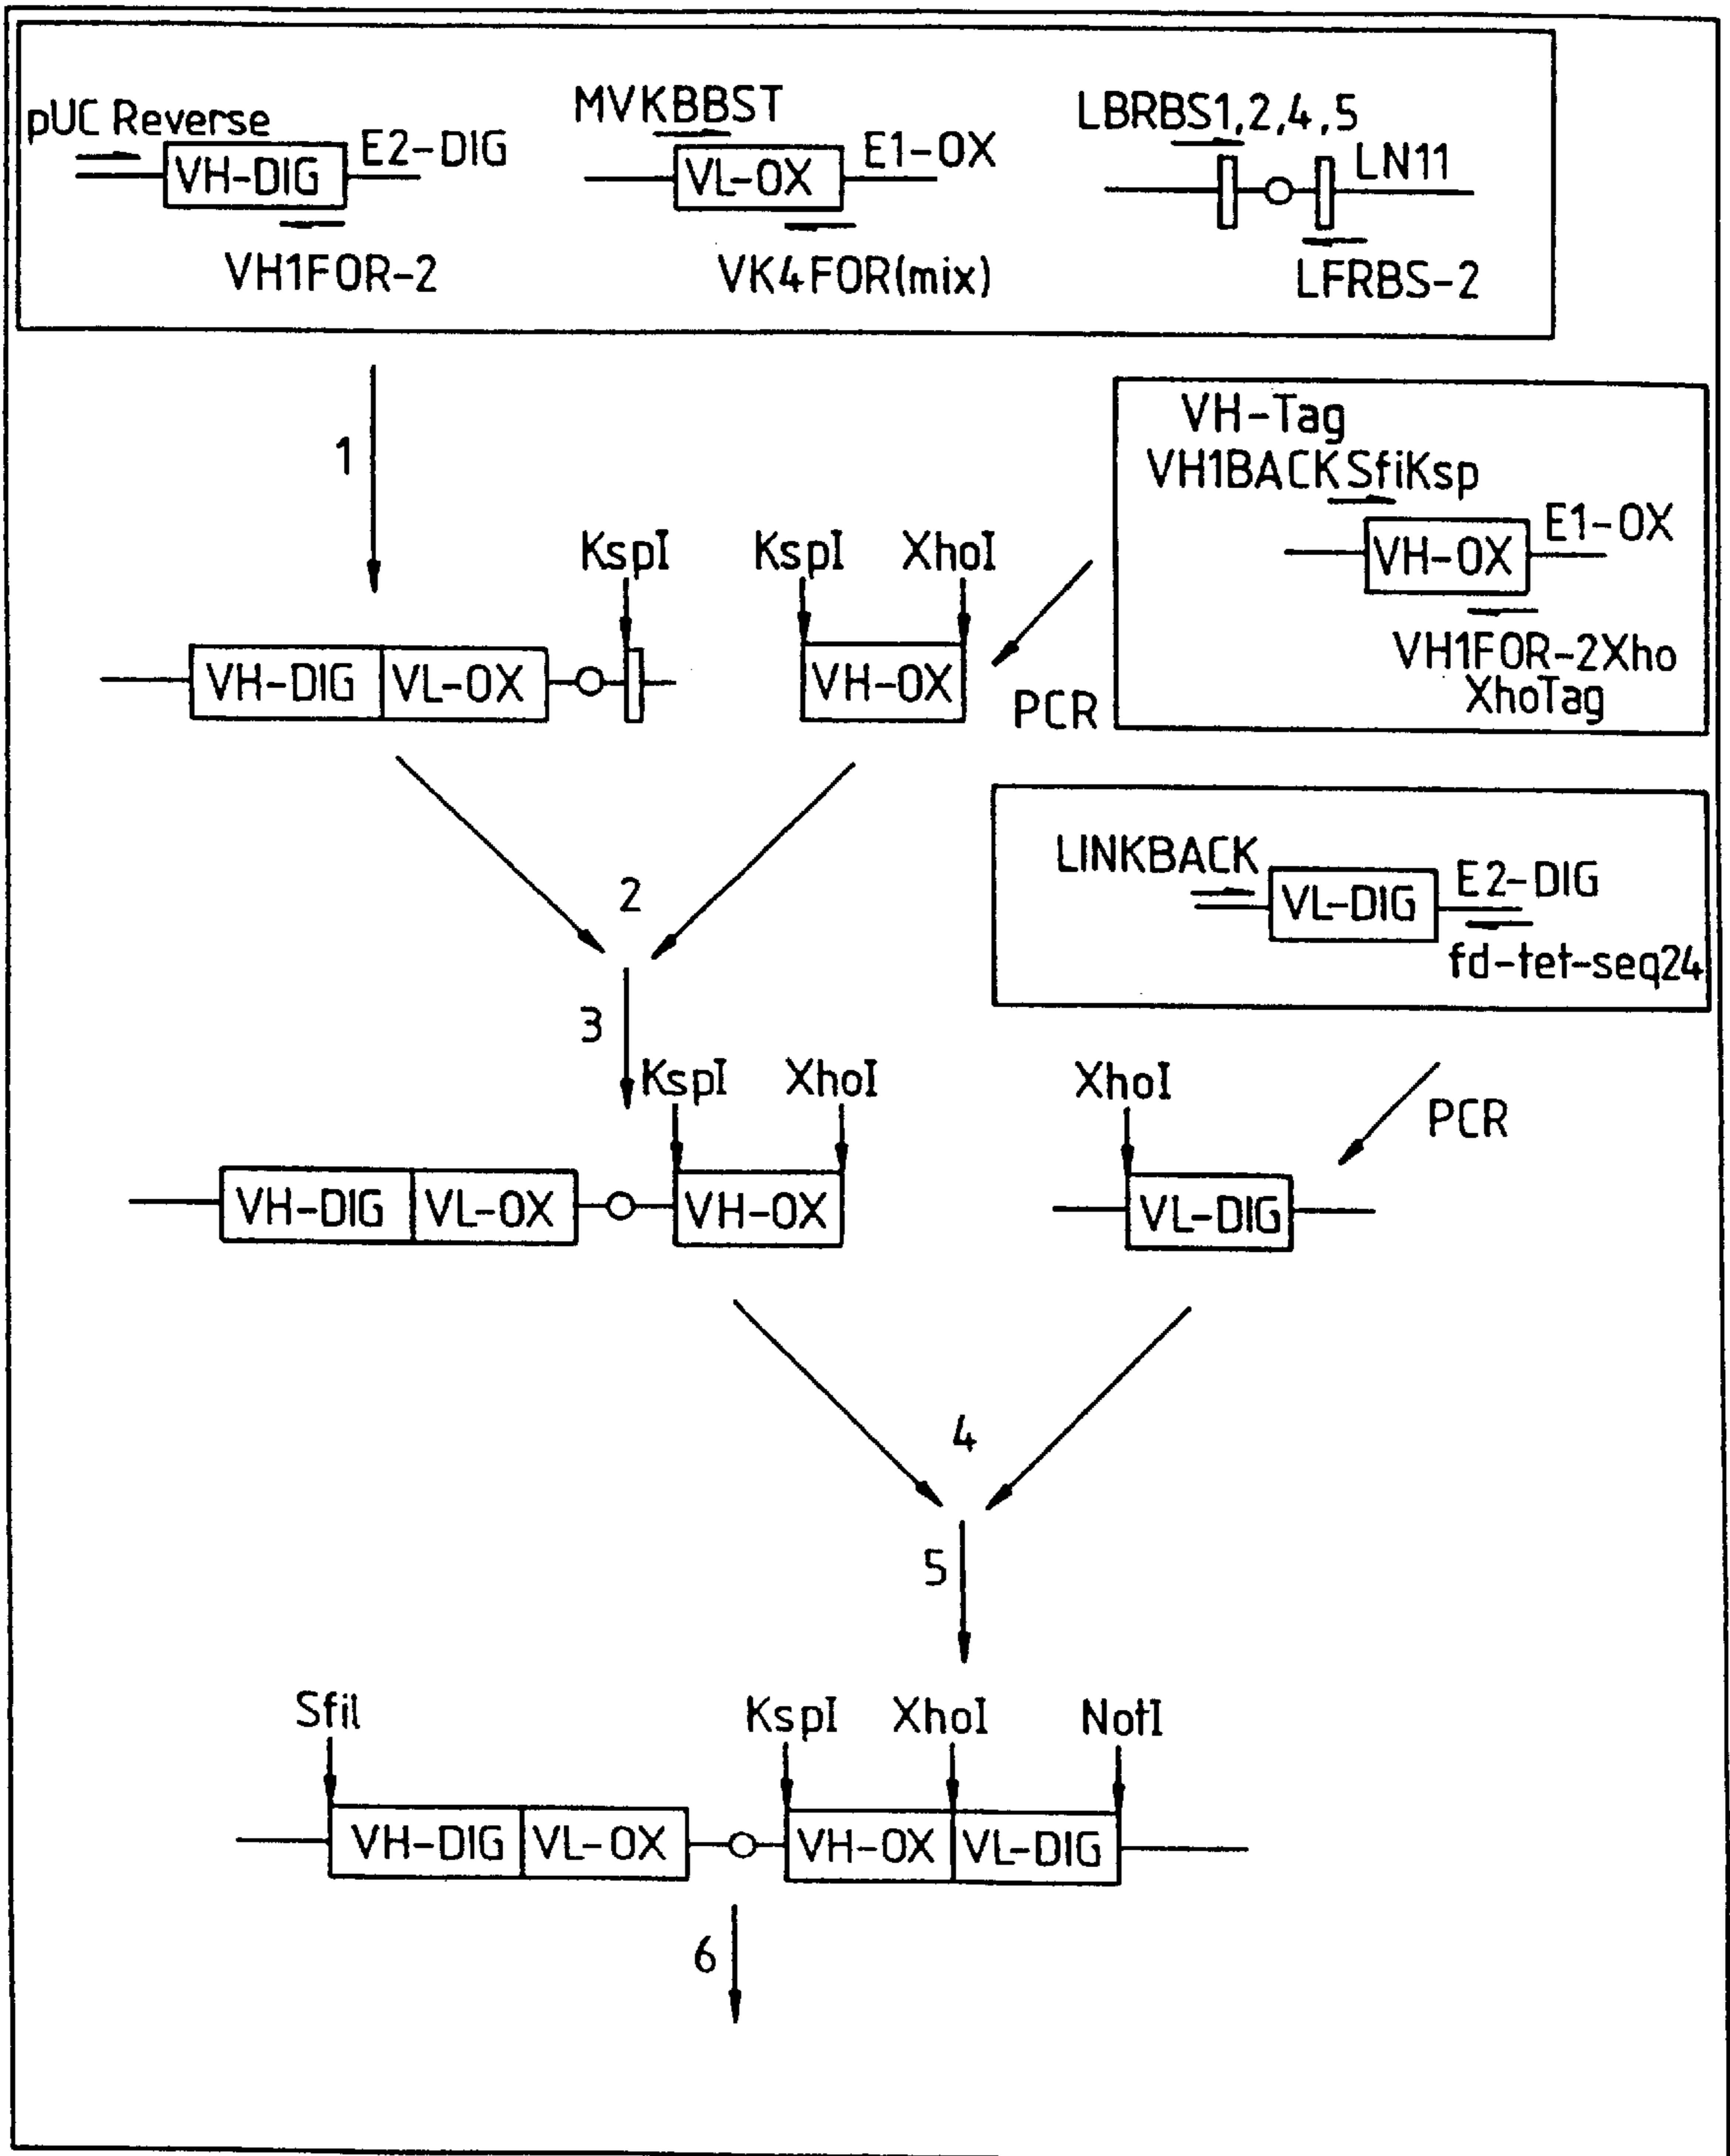 pUC Reverse
VH-DIG
E2-DIG
VH1FOR-2
MVKBBST
VL-OX
E1-OX
VK4FOR(mix)
LBRBS1,2,4,5
LN11
LFRBS-2
1
VH-Tag
VH1BACKSfiKsp
VH-OX
E1-OX
VH1FOR-2Xho
XhoTag
KspI
KspI
XhoI
VH-DIG
VL-OX
VH-OX
PCR
LINKBACK
VL-DIG
E2-DIG
fd-tet-seq24
2
3
KspI
XhoI
XhoI
PCR
VH-DIG
VL-OX
VH-OX
VL-DIG
4
5
SfiI
KspI
XhoI
NotI
VH-DIG
VL-OX
VH-OX
VL-DIG
6